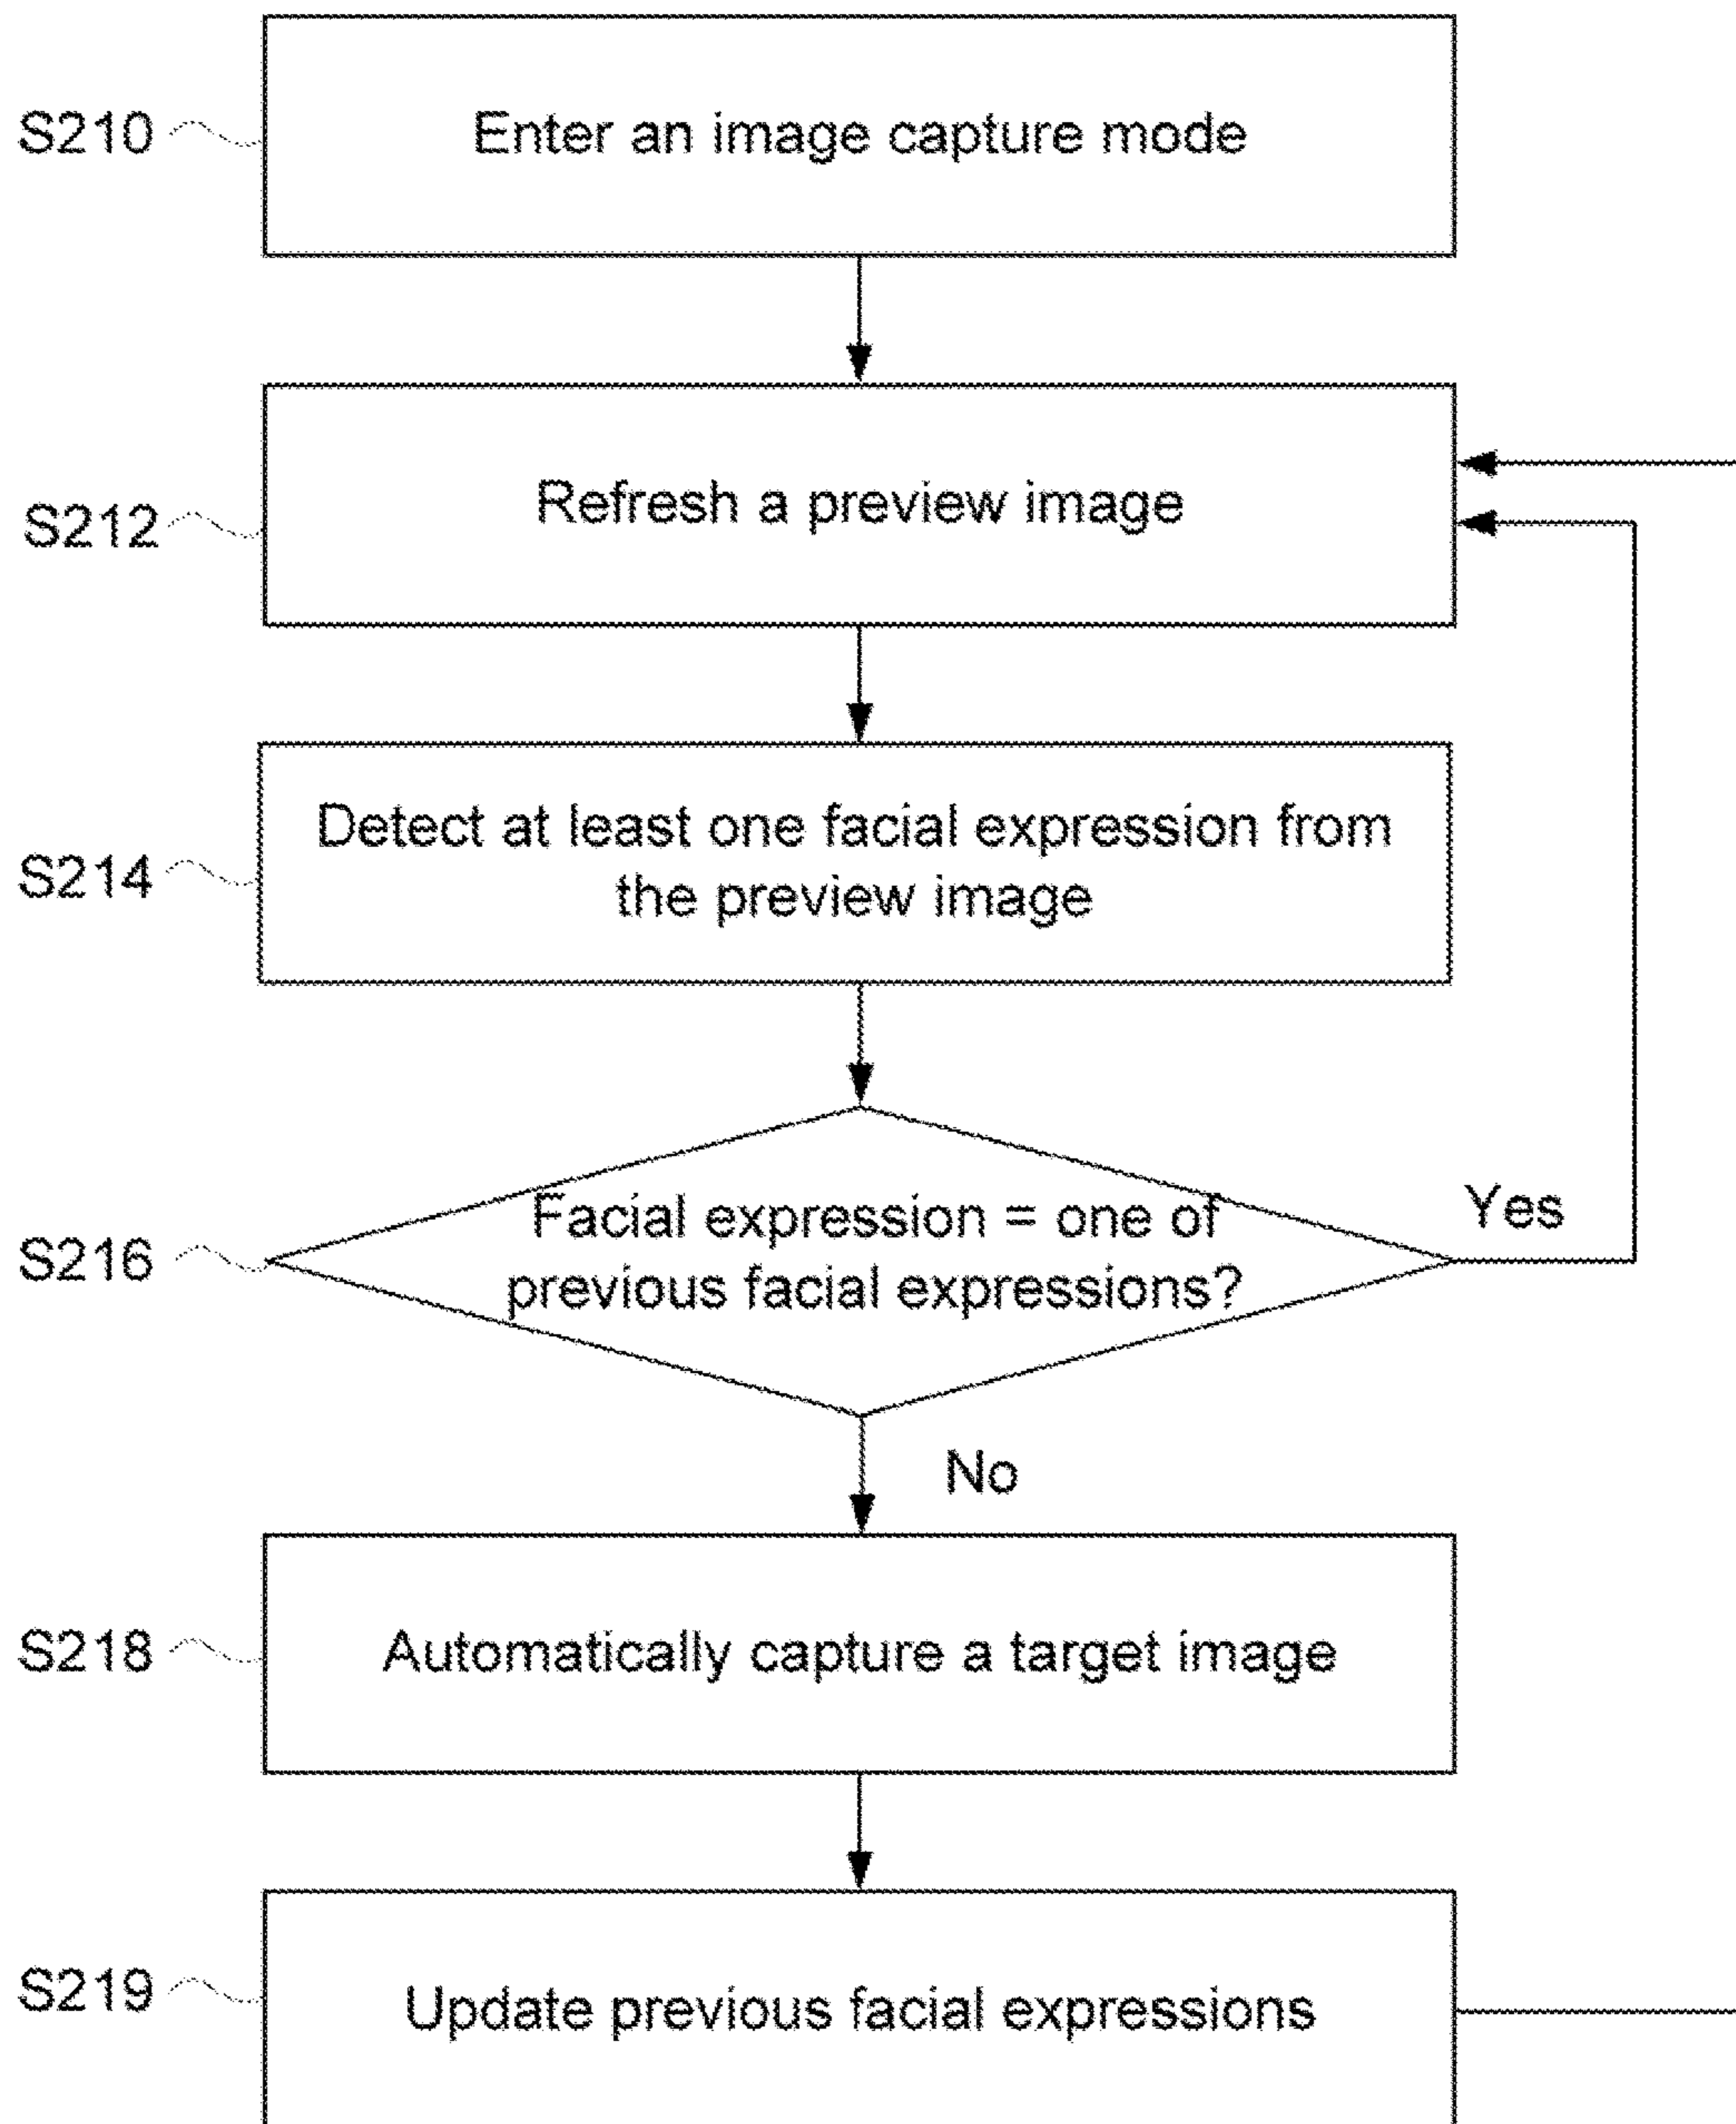 S210
Enter an image capture mode
S212
Refresh a preview image
S214
Detect at least one facial expression from
the preview image
S216
Facial expression = one of
previous facial expressions?
Yes
No
S218
Automatically capture a target image
S219
Update previous facial expressions